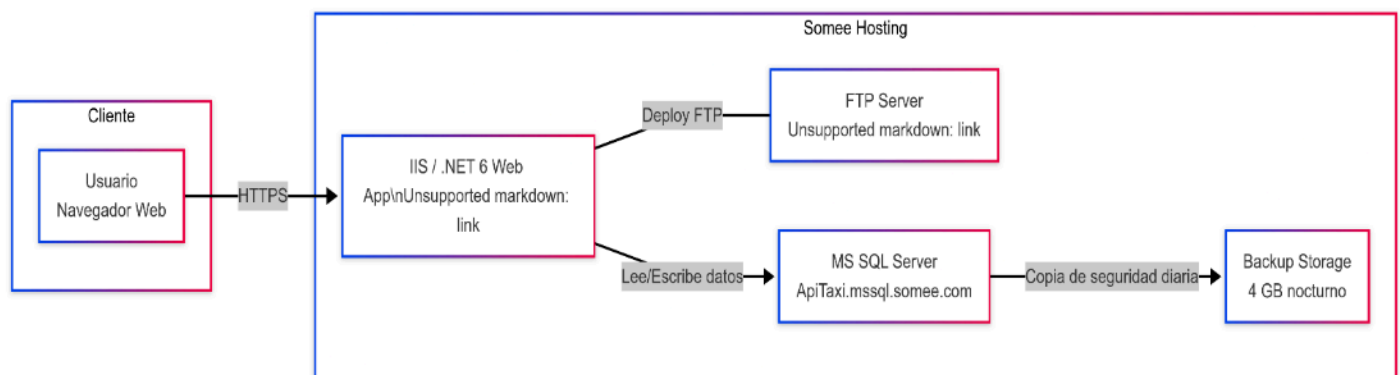 Somee Hosting
Cliente
Usuario
Navegador Web
HTTPS
IIS / .NET 6 Web
App\nUnsupported markdown:
link
Deploy FTP
FTP Server
Unsupported markdown: link
Lee/Escribe datos
MS SQL Server
ApiTaxi.mssql.somee.com
Copia de seguridad diaria
Backup Storage
4 GB nocturno